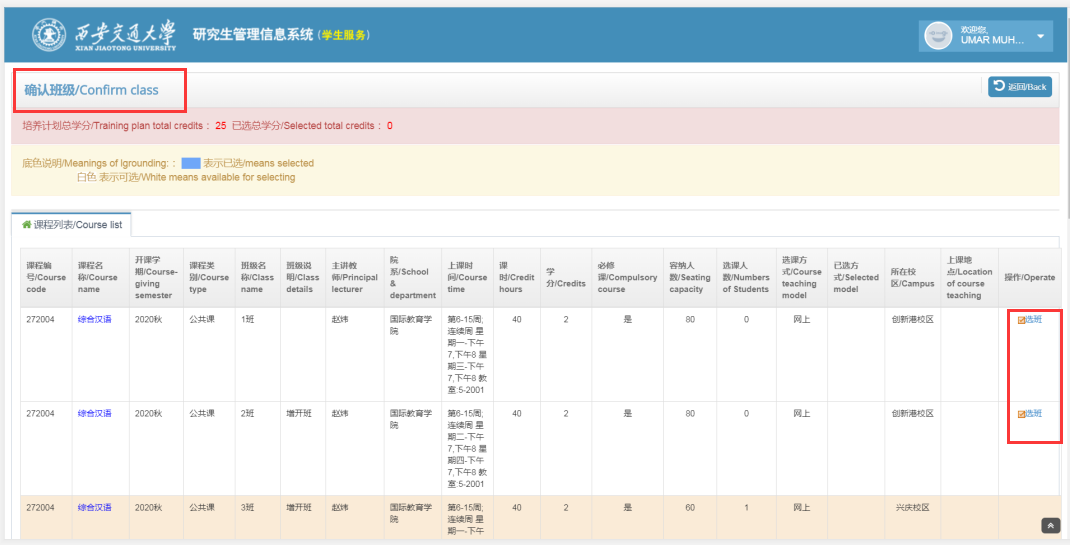 西安交通大学
XIAN JIAOTONG UNIVERSITY
研究生管理信息系统 (学生服务)
欢迎您,
UMAR MUH...
确认班级/Confirm class
返回/Back
培养计划总学分/Training plan total credits： 25 已选总学分/Selected total credits： 0
底色说明/Meanings of lgrounding:： 表示已选/means selected
白色 表示可选/White means available for selecting
课程列表/Course list
课程编
号/Course
code
课程名
称/Course
name
开课学
期/Course-
giving
semester
课程类
别/Course
type
班级名
称/Class
name
班级说
明/Class
details
主讲教
师/Principal
lecturer
院
系/School
&
department
上课时
间/Course
time
课
时/Credit
hours
学
分/Credits
必修
课/Compulsory
course
容纳人
数/Seating
capacity
选课人
数/Numbers
of Students
选课方
式/Course
teaching
model
已选方
式/Selected
model
所在校
区/Campus
上课地
点/Location
of course
teaching
操作/Operate
272004
综合汉语
2020秋
公共课
1班
赵炜
国际教育学
院
第6-15周;
连续周 星
期一-下午
7,下午8 星
期三-下午
7,下午8 教
室:5-2001
40
2
是
80
0
网上
创新港校区
选班
272004
综合汉语
2020秋
公共课
2班
增开班
赵炜
国际教育学
院
第6-15周;
连续周 星
期二-下午
7,下午8 星
期四-下午
7,下午8 教
室:5-2001
40
2
是
80
0
网上
创新港校区
选班
272004
综合汉语
2020秋
公共课
3班
增开班
赵炜
国际教育学
院
第6-15周;
连续周 星
期一-下午
40
2
是
60
1
网上
兴庆校区